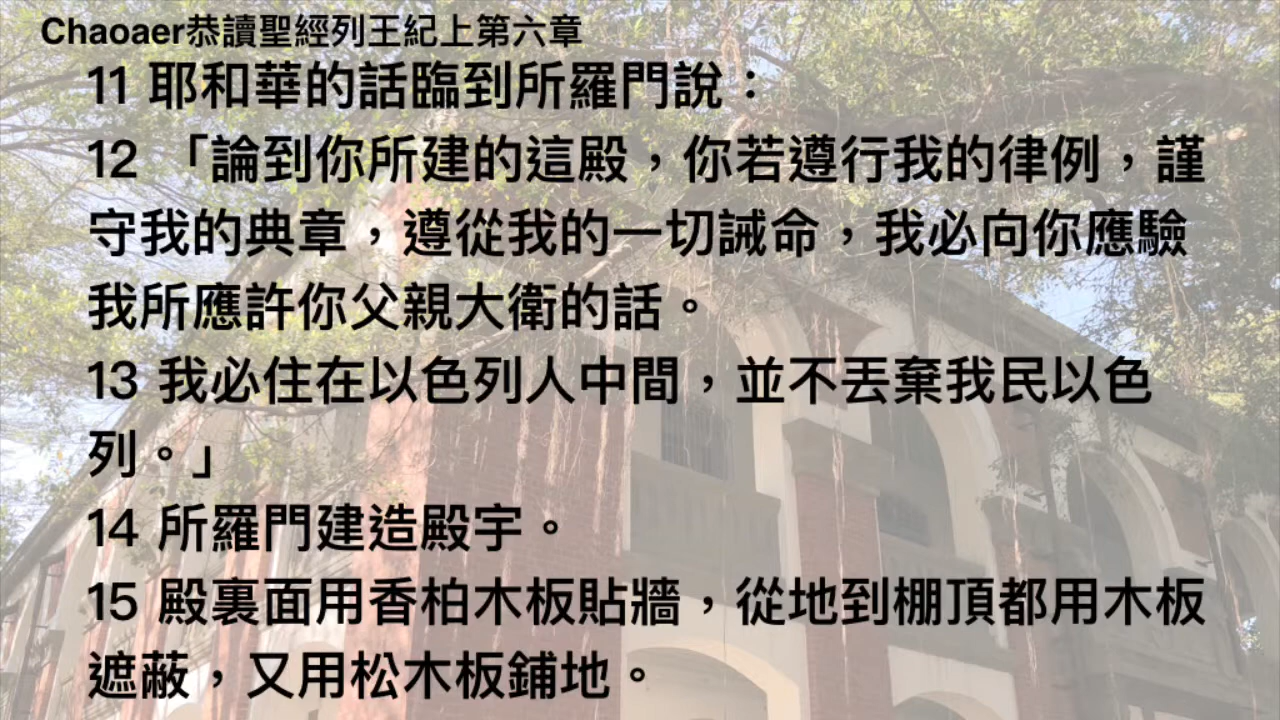 Chaoaer恭讀聖經列王紀上第六章
11 耶和華的話臨到所羅門說：
12 「論到你所建的這殿，你若遵行我的律例，謹
守我的典章，遵從我的一切誡命，我必向你應驗
我所應許你父親大衛的話。
13 我必住在以色列人中間，並不丟棄我民以色
列。」
14 所羅門建造殿宇。
15 殿裏面用香柏木板貼牆，從地到棚頂都用木板
遮蔽，又用松木板鋪地。